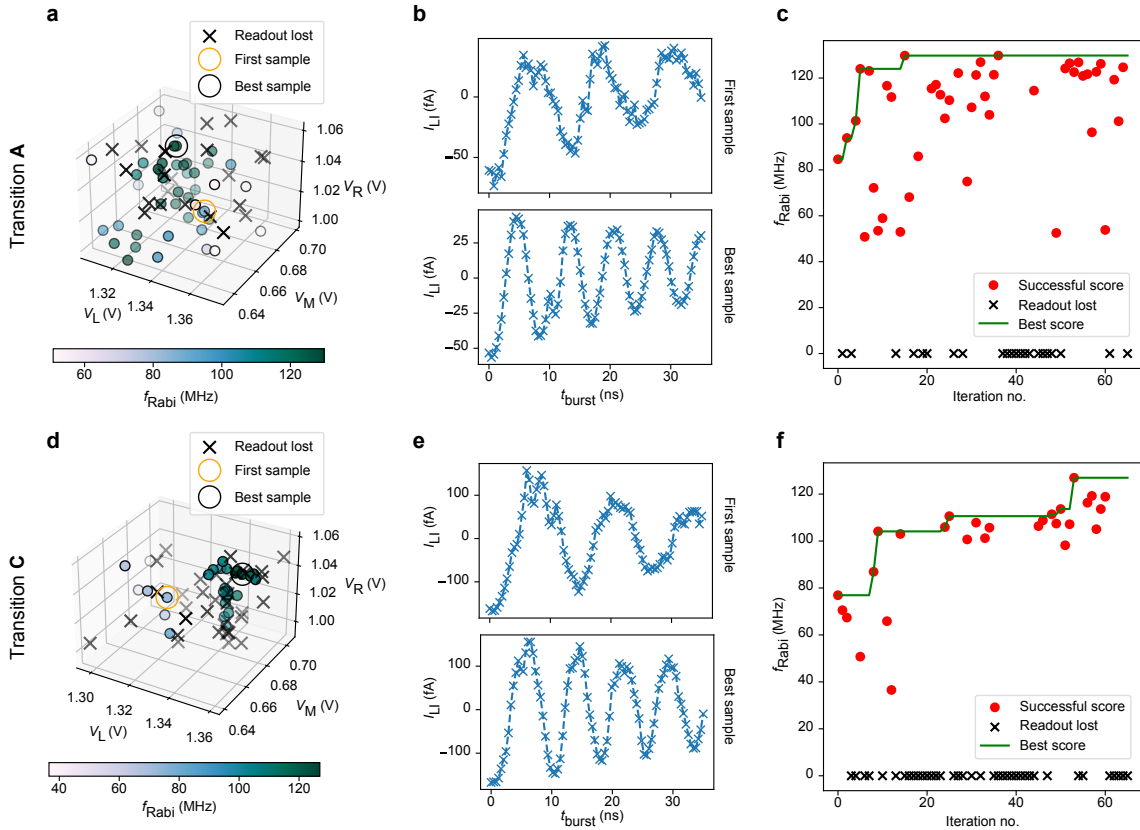 a
Readout lost
First sample
Best sample
1.06
1.04
1.02
1.00
V_R (V)
0.70
0.68
0.66
0.64
V_M (V)
1.32
1.34
1.36
V_L (V)
Transition A
60
80
100
120
f_Rabi (MHz)
b
0
−50
I_LI (fA)
First sample
25
0
−25
−50
I_LI (fA)
Best sample
0
10
20
30
t_burst (ns)
c
120
100
80
60
40
20
0
f_Rabi (MHz)
Successful score
Readout lost
Best score
0
20
40
60
Iteration no.
d
Readout lost
First sample
Best sample
1.06
1.04
1.02
1.00
V_R (V)
0.70
0.68
0.66
0.64
V_M (V)
1.30
1.32
1.34
1.36
V_L (V)
Transition C
40
60
80
100
120
f_Rabi (MHz)
e
100
0
−100
I_LI (fA)
First sample
100
0
−100
I_LI (fA)
Best sample
0
10
20
30
t_burst (ns)
f
120
100
80
60
40
20
0
f_Rabi (MHz)
Successful score
Readout lost
Best score
0
20
40
60
Iteration no.